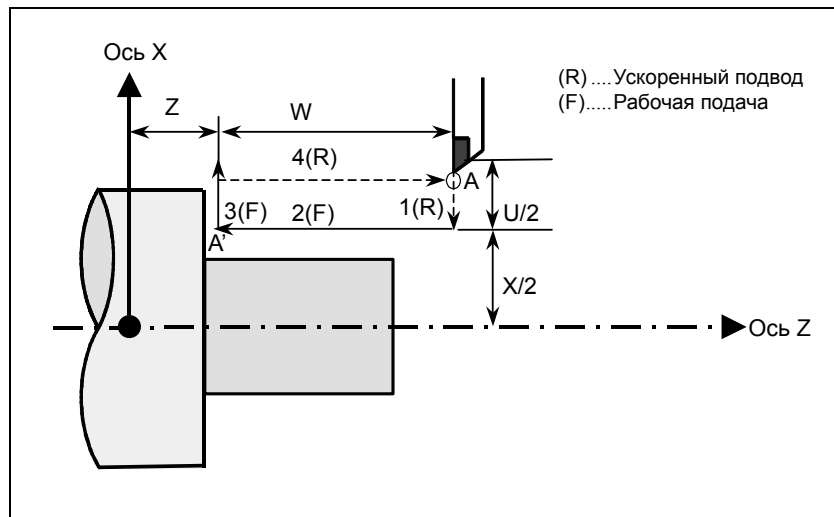 Ось X
(R) ....Ускоренный подвод
(F).....Рабочая подача
Z
W
4(R)
A
3(F)
2(F)
1(R)
U/2
A'
X/2
Ось Z